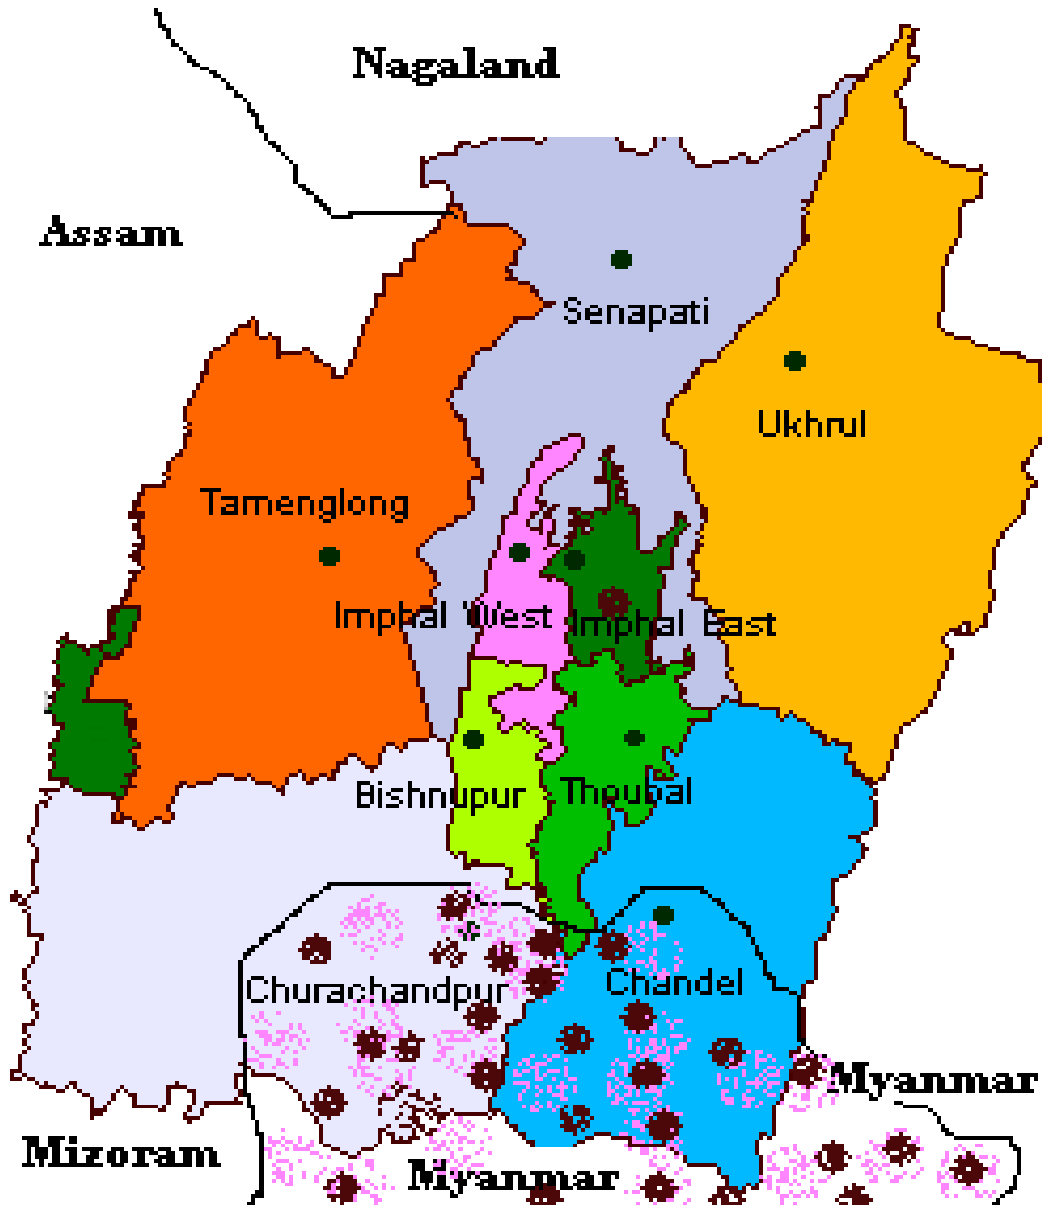 Nagaland
Assam
Senapati
Ukhrul
Tamenglong
Imphal West
Imphal East
Bishnupur
Thoubal
Churachandpur
Chandel
Myanmar
Mizoram
Myanmar